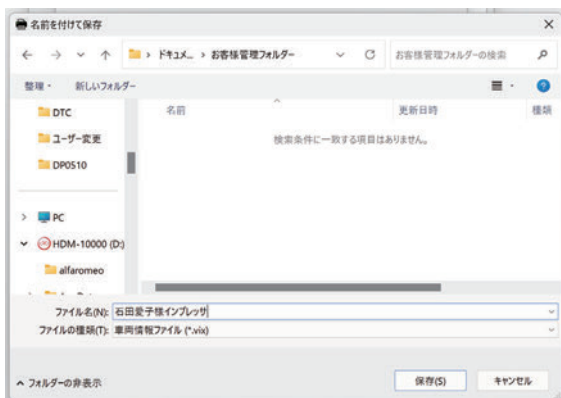 名前を付けて保存
ドキュメ... › お客様管理フォルダー
お客様管理フォルダーの検索
整理
新しいフォルダー
名前
更新日時
種類
DTC
ユーザー変更
DP0510
検索条件に一致する項目はありません。
PC
HDM-10000 (D:)
alfaromeo
ファイル名(N): 石田愛子様インプレッサ
ファイルの種類(T): 車両情報ファイル (*.vix)
フォルダーの非表示
保存(S)
キャンセル